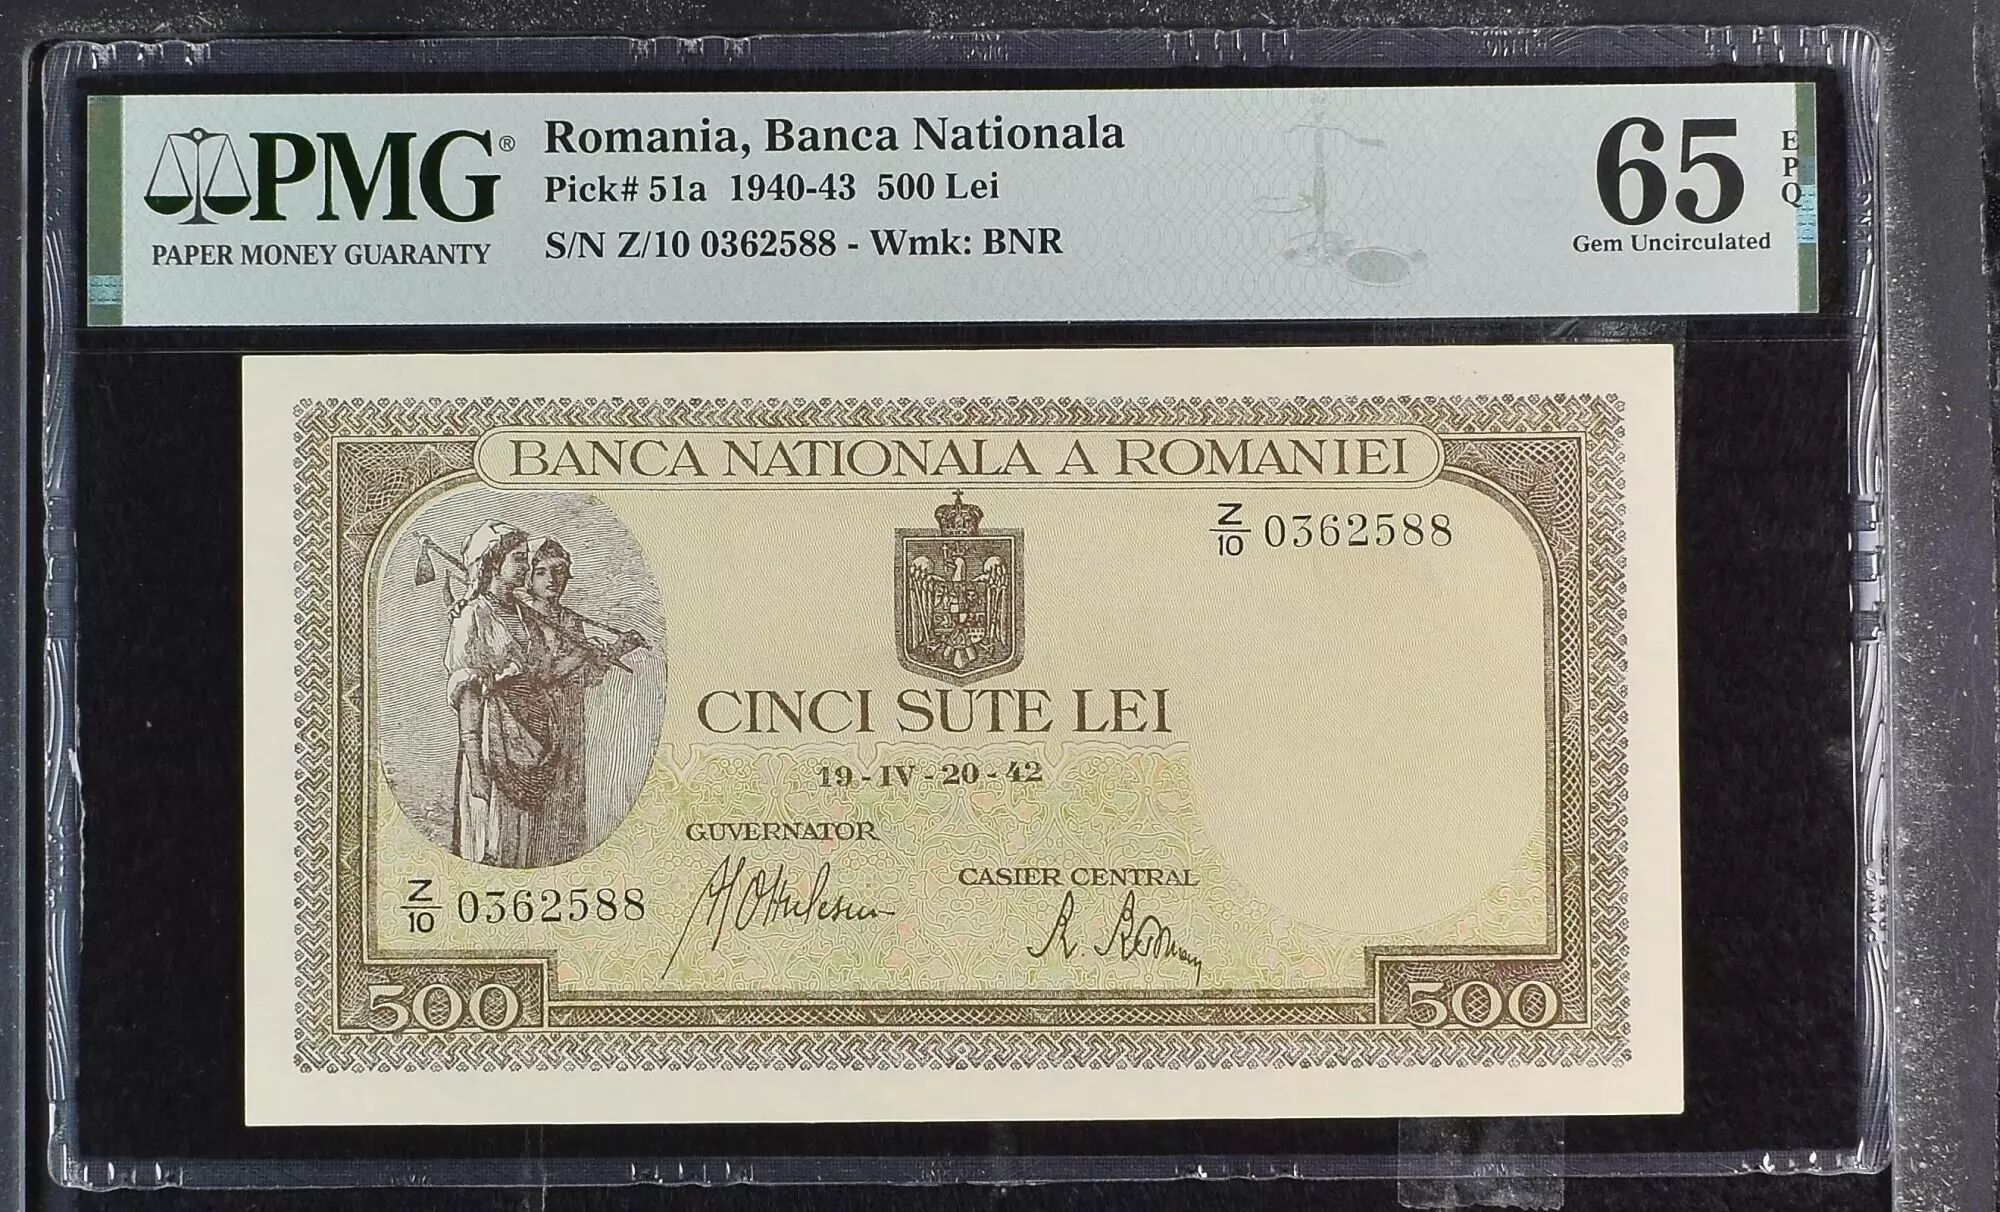 PMG®
PAPER MONEY GUARANTY
Romania, Banca Nationala
Pick# 51a 1940-43 500 Lei
S/N Z/10 0362588 - Wmk: BNR
65 EPQ
Gem Uncirculated
BANCA NATIONALA A ROMANIEI
Z/10 0362588
CINCI SUTE LEI
19-IV-20-42
GUVERNATOR
CASIER CENTRAL
Z/10 0362588
500
500